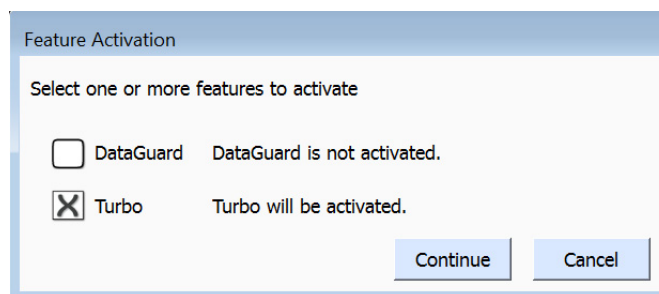 Feature Activation
Select one or more features to activate
DataGuard DataGuard is not activated.
Turbo Turbo will be activated.
Continue Cancel